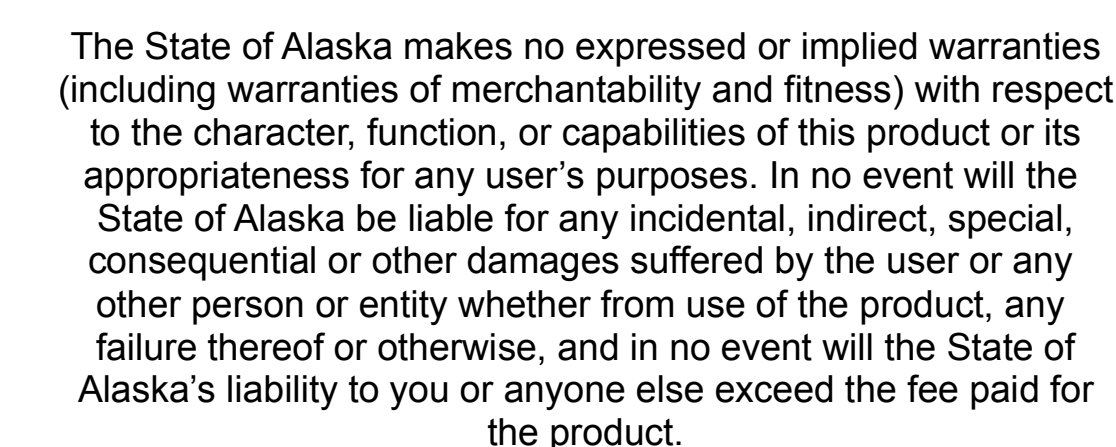 The State of Alaska makes no expressed or implied warranties
(including warranties of merchantability and fitness) with respect
to the character, function, or capabilities of this product or its
appropriateness for any user’s purposes. In no event will the
State of Alaska be liable for any incidental, indirect, special,
consequential or other damages suffered by the user or any
other person or entity whether from use of the product, any
failure thereof or otherwise, and in no event will the State of
Alaska’s liability to you or anyone else exceed the fee paid for
the product.